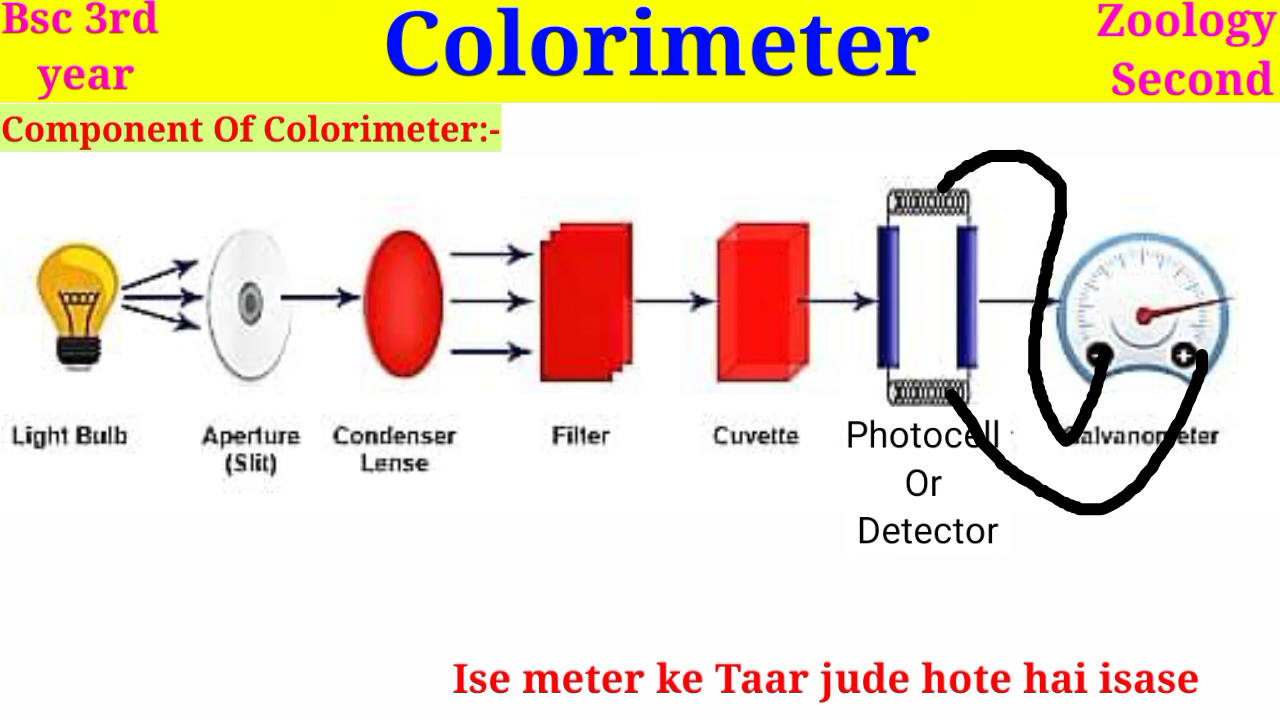 Bsc 3rd
year
Colorimeter
Zoology
Second
Component Of Colorimeter:-
Light Bulb
Aperture
(Slit)
Condenser
Lense
Filter
Cuvette
Photocell
Or
Detector
Galvanometer
Ise meter ke Taar jude hote hai isase